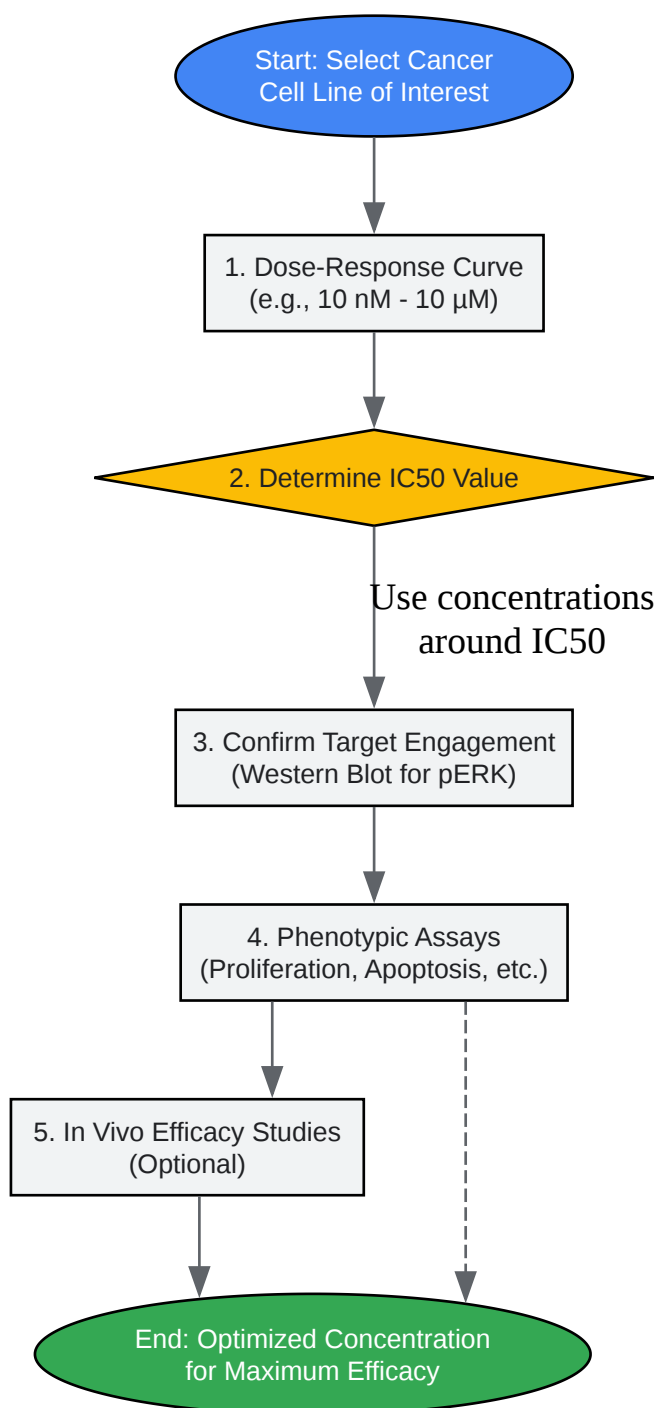 Start: Select Cancer
Cell Line of Interest
1. Dose-Response Curve
(e.g., 10 nM - 10 µM)
2. Determine IC50 Value
Use concentrations
around IC50
3. Confirm Target Engagement
(Western Blot for pERK)
4. Phenotypic Assays
(Proliferation, Apoptosis, etc.)
5. In Vivo Efficacy Studies
(Optional)
End: Optimized Concentration
for Maximum Efficacy